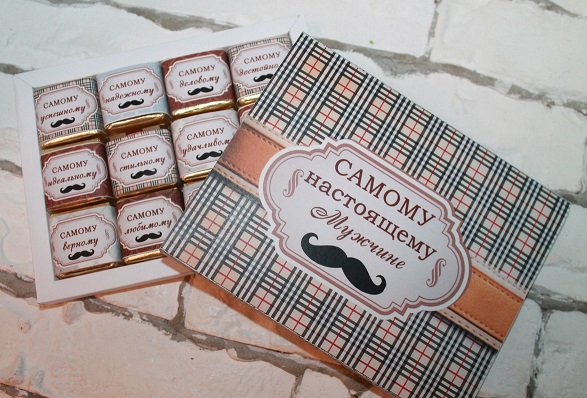 САМОМУ
успешному
САМОМУ
надежному
САМОМУ
деловому
САМОМУ
достойному
САМОМУ
идеальному
САМОМУ
стильному
САМОМУ
удачливому
САМОМУ
верному
САМОМУ
любимому
САМОМУ
настоящему
Мужчине